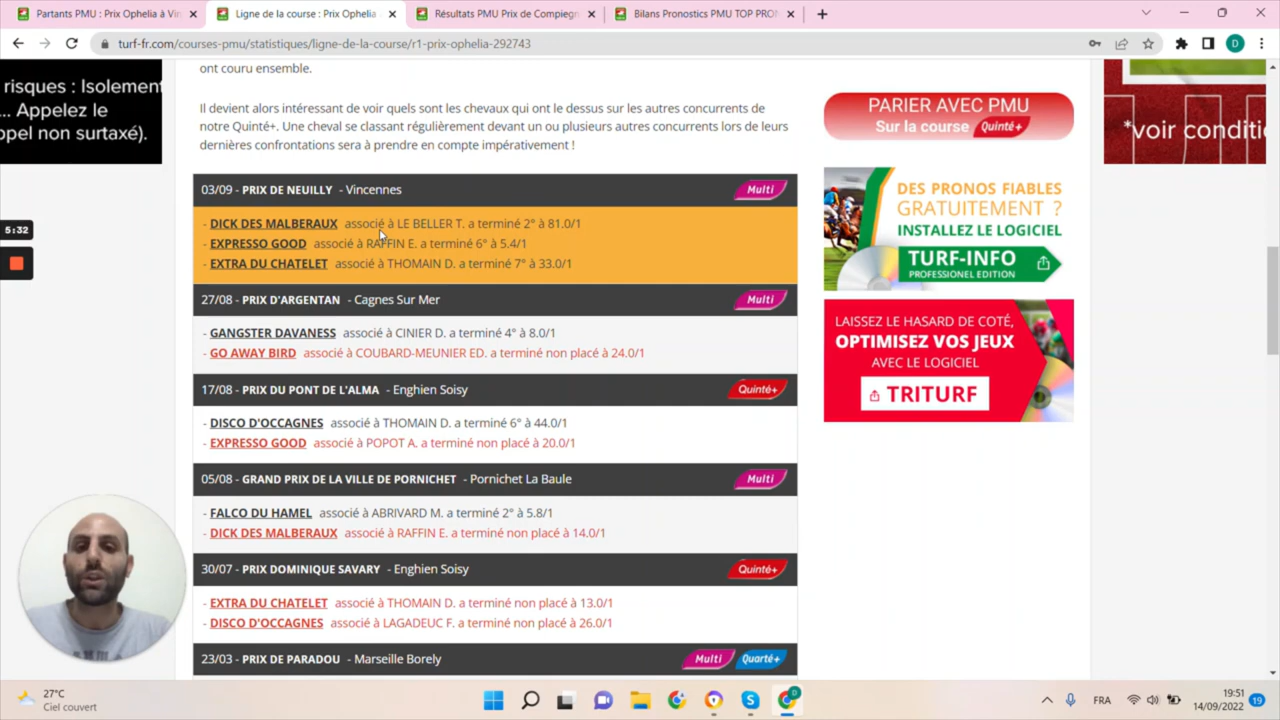 Partants PMU : Prix Ophelia à Vin
Ligne de la course : Prix Ophelia
Résultats PMU Prix de Compiegn
Bilans Pronostics PMU TOP PRO
turf-fr.com/courses-pmu/statistiques/ligne-de-la-course/r1-prix-ophelia-292743
D
risques : Isolement
... Appelez le
ppel non surtaxé).
5:32
ont couru ensemble.
Il devient alors intéressant de voir quels sont les chevaux qui ont le dessus sur les autres concurrents de
notre Quinté+. Une cheval se classant régulièrement devant un ou plusieurs autres concurrents lors de leurs
dernières confrontations sera à prendre en compte impérativement !
03/09 - PRIX DE NEUILLY - Vincennes Multi
- DICK DES MALBERAUX associé à LE BELLER T. a terminé 2° à 81.0/1
- EXPRESSO GOOD associé à RAFFIN E. a terminé 6° à 5.4/1
- EXTRA DU CHATELET associé à THOMAIN D. a terminé 7° à 33.0/1
27/08 - PRIX D'ARGENTAN - Cagnes Sur Mer Multi
- GANGSTER DAVANESS associé à CINIER D. a terminé 4° à 8.0/1
- GO AWAY BIRD associé à COUBARD-MEUNIER ED. a terminé non placé à 24.0/1
17/08 - PRIX DU PONT DE L'ALMA - Enghien Soisy Quinté+
- DISCO D'OCCAGNES associé à THOMAIN D. a terminé 6° à 44.0/1
- EXPRESSO GOOD associé à POPOT A. a terminé non placé à 20.0/1
05/08 - GRAND PRIX DE LA VILLE DE PORNICHET - Pornichet La Baule Multi
- FALCO DU HAMEL associé à ABRIVARD M. a terminé 2° à 5.8/1
- DICK DES MALBERAUX associé à RAFFIN E. a terminé non placé à 14.0/1
30/07 - PRIX DOMINIQUE SAVARY - Enghien Soisy Quinté+
- EXTRA DU CHATELET associé à THOMAIN D. a terminé non placé à 13.0/1
- DISCO D'OCCAGNES associé à LAGADEUC F. a terminé non placé à 26.0/1
23/03 - PRIX DE PARADOU - Marseille Borely Multi Quarté+
PARIER AVEC PMU
Sur la course Quinté+
DES PRONOS FIABLES
GRATUITEMENT ?
INSTALLEZ LE LOGICIEL
TURF-INFO
PROFESIONEL EDITION
LAISSEZ LE HASARD DE COTÉ,
OPTIMISEZ VOS JEUX
AVEC LE LOGICIEL
TRITURF
*voir conditi
27°C
Ciel couvert
FRA
19:51
14/09/2022
19